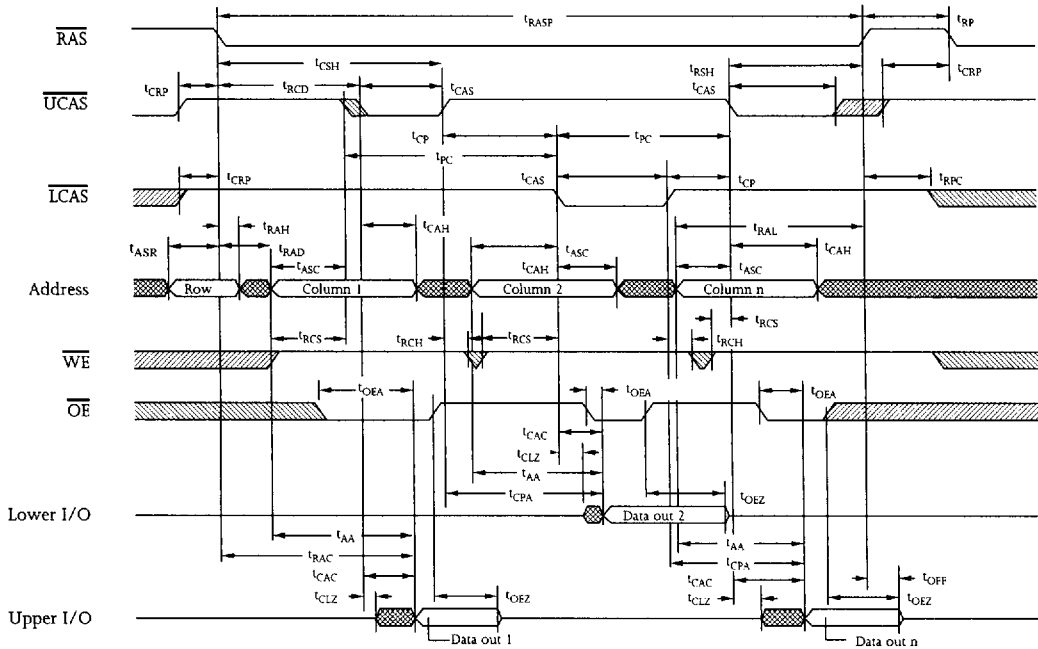 tRASP
tRP
RAS
tCSH
tRSH
tCRP
tRCD
tCAS
tCAS
tCRP
UCAS
tCP
tPC
tPC
tCRP
tCAS
tCP
tRPC
LCAS
tRAH
tCAH
tRAL
tASR
tRAD
tASC
tCAH
tASC
tCAH
tASC
Address
Row
Column 1
Column 2
Column n
tRCS
tRCS
tRCH
tRCS
tRCH
WE
tOEA
tOEA
tOEA
OE
tCAC
tCLZ
tAA
tCPA
tOEZ
Lower I/O
Data out 2
tAA
tAA
tRAC
tCPA
tCAC
tCAC
tOFF
tCLZ
tOEZ
tCLZ
tOEZ
Upper I/O
Data out 1
Data out n